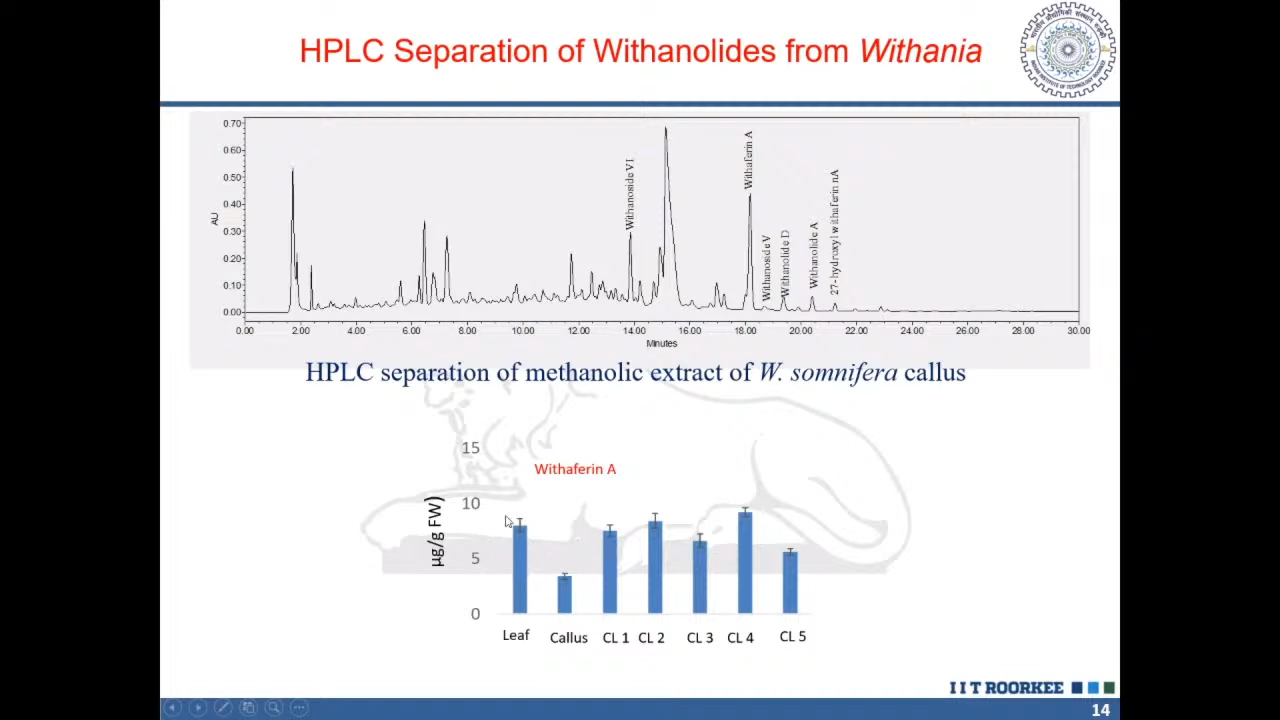 HPLC Separation of Withanolides from Withania
0.70
0.60
0.50
0.40
0.30
0.20
0.10
0.00
AU
Withanoside VI
Withaferin A
Withanoside V
Withanolide D
Withanolide A
27-hydroxyl withaferin nA
0.00 2.00 4.00 6.00 8.00 10.00 12.00 14.00 16.00 18.00 20.00 22.00 24.00 26.00 28.00 30.00
Minutes
HPLC separation of methanolic extract of W. somnifera callus
15
10
5
0
µg/g FW)
Withaferin A
Leaf Callus CL 1 CL 2 CL 3 CL 4 CL 5
I I T ROORKEE
14